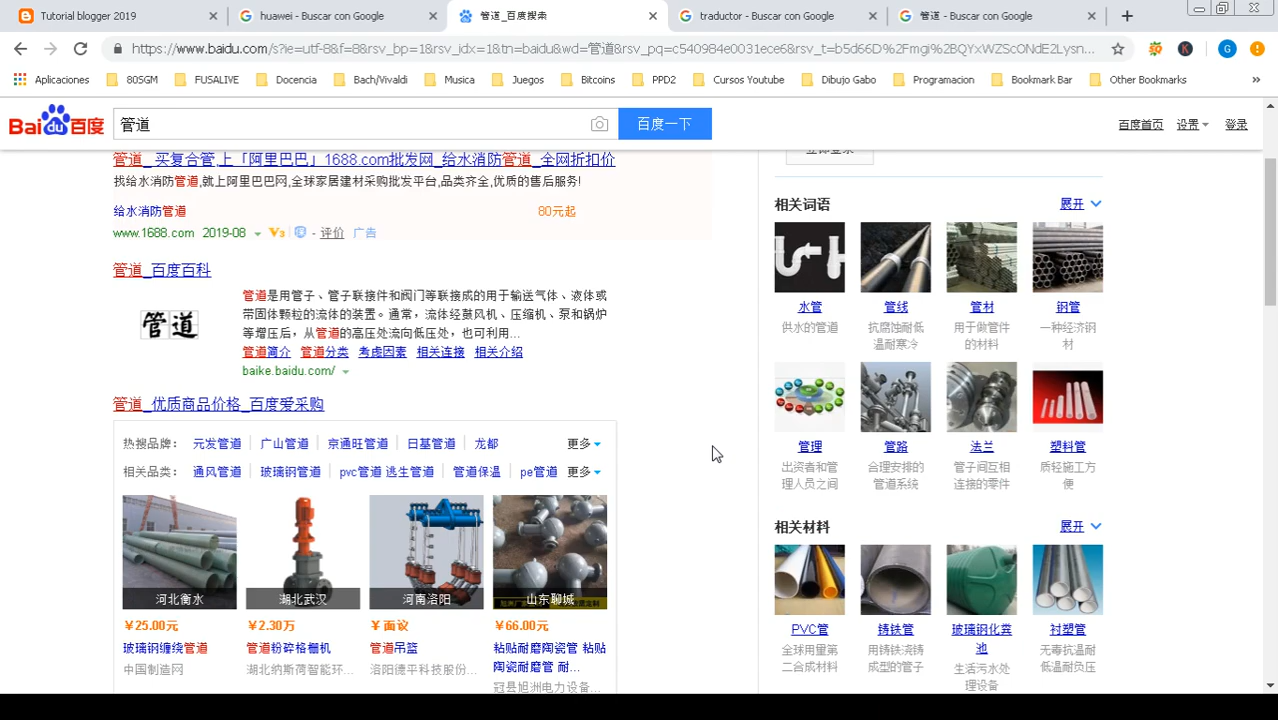 Tutorial blogger 2019
huawei - Buscar con Google
管道_百度搜索
traductor - Buscar con Google
管道 - Buscar con Google
https://www.baidu.com/s?ie=utf-8&f=8&rsv_bp=1&rsv_idx=1&tn=baidu&wd=管道&rsv_pq=c540984e0031ece6&rsv_t=b5d66D%2Fmgi%2BQYxWZScONdE2Lysn...
Aplicaciones
80SGM
FUSALIVE
Docencia
Bach/Vivaldi
Musica
Juegos
Bitcoins
PPD2
Cursos Youtube
Dibujo Gabo
Programacion
Bookmark Bar
Other Bookmarks
Bai du 百度
管道
百度一下
百度首页
设置
登录
管道_买复合管,上「阿里巴巴」1688.com批发网_给水消防管道_全网折扣价
找给水消防管道,就上阿里巴巴网,全球家居建材采购批发平台,品类齐全,优质的售后服务!
给水消防管道
80元起
www.1688.com 2019-08 V3 - 评价 广告
管道_百度百科
管道
管道是用管子、管子联接件和阀门等联接成的用于输送气体、液体或
带固体颗粒的流体的装置。通常，流体经鼓风机、压缩机、泵和锅炉
等增压后，从管道的高压处流向低压处，也可利用...
管道简介 管道分类 考虑因素 相关连接 相关介绍
baike.baidu.com/
管道_优质商品价格_百度爱采购
热搜品牌： 元发管道 广山管道 京通旺管道 日基管道 龙都 更多
相关品类： 通风管道 玻璃钢管道 pvc管道 逃生管道 管道保温 pe管道 更多
河北衡水
湖北武汉
河南洛阳
山东聊城
￥25.00元
￥2.30万
￥面议
￥66.00元
玻璃钢缠绕管道
管道粉碎格栅机
管道吊篮
粘贴耐磨陶瓷管 粘贴
陶瓷耐磨管 耐...
中国制造网
湖北纳斯荷智能环...
洛阳德平科技股份...
冠县旭洲电力设备...
相关词语
展开
水管
管线
管材
钢管
供水的管道
抗腐蚀耐低
温耐寒冷
用于做管件
的材料
一种经济钢
材
管理
管路
法兰
塑料管
出资者和管
理人员之间
合理安排的
管道系统
管子间互相
连接的零件
质轻施工方
便
相关材料
展开
PVC管
铸铁管
玻璃钢化粪
池
衬塑管
全球用量第
二合成材料
用铸铁浇铸
成型的管子
生活污水处
理设备
无毒抗温耐
低温耐负压